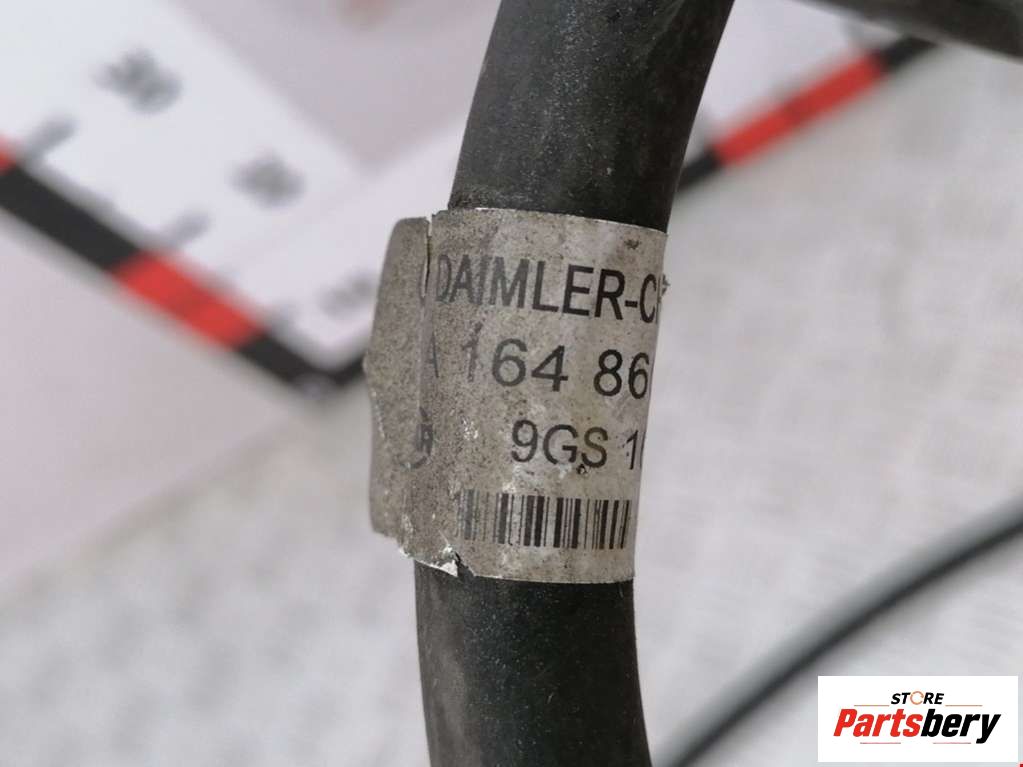 DAIMLER-C
A 164 86
9GS 1
STORE
Partsbery